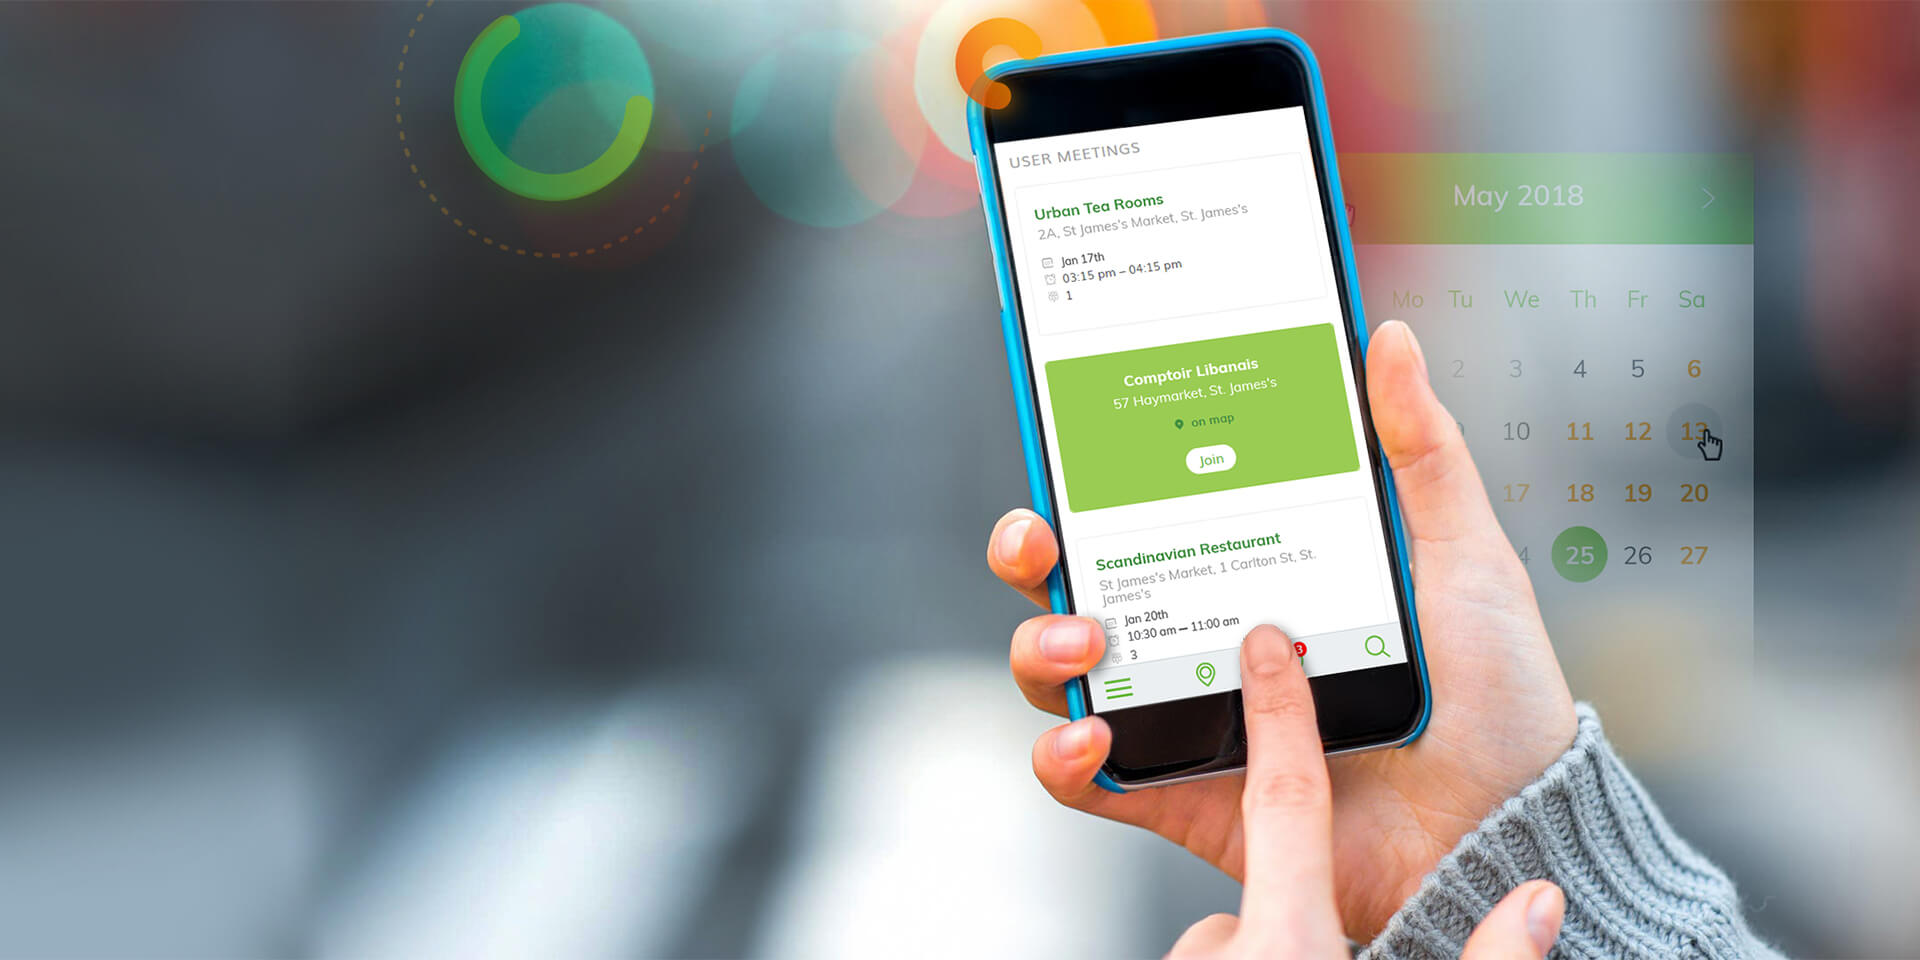 USER MEETINGS
Urban Tea Rooms
2A, St James's Market, St. James's
Jan 17th
03:15 pm – 04:15 pm
1
Comptoir Libanais
57 Haymarket, St. James's
on map
Join
Scandinavian Restaurant
St James's Market, 1 Carlton St, St.
James's
Jan 20th
10:30 am – 11:00 am
3
3
May 2018
Mo Tu We Th Fr Sa
2 3 4 5 6
10 11 12 13
17 18 19 20
25 26 27